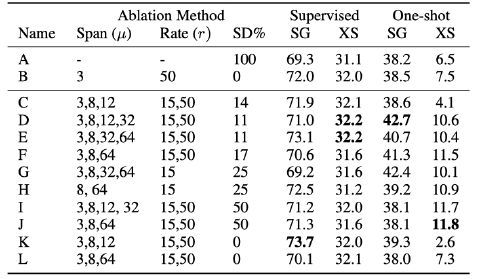 Ablation Method Supervised One-shot
Name Span (μ) Rate (r) SD% SG XS SG XS
A - - 100 69.3 31.1 38.2 6.5
B 3 50 0 72.0 32.0 38.5 7.5
C 3,8,12 15,50 14 71.9 32.1 38.6 4.1
D 3,8,12,32 15,50 11 71.0 32.2 42.7 10.6
E 3,8,32,64 15,50 11 73.1 32.2 40.7 10.4
F 3,8,64 15,50 17 70.6 31.6 41.3 11.5
G 3,8,32,64 15 25 69.2 31.6 42.4 10.1
H 8, 64 15 25 72.5 31.2 39.2 10.9
I 3,8,12, 32 15,50 50 71.2 32.0 38.1 11.7
J 3,8,64 15,50 50 71.3 31.6 38.1 11.8
K 3,8,12 15,50 0 73.7 32.0 39.3 2.6
L 3,8,64 15,50 0 70.1 32.1 38.0 7.3